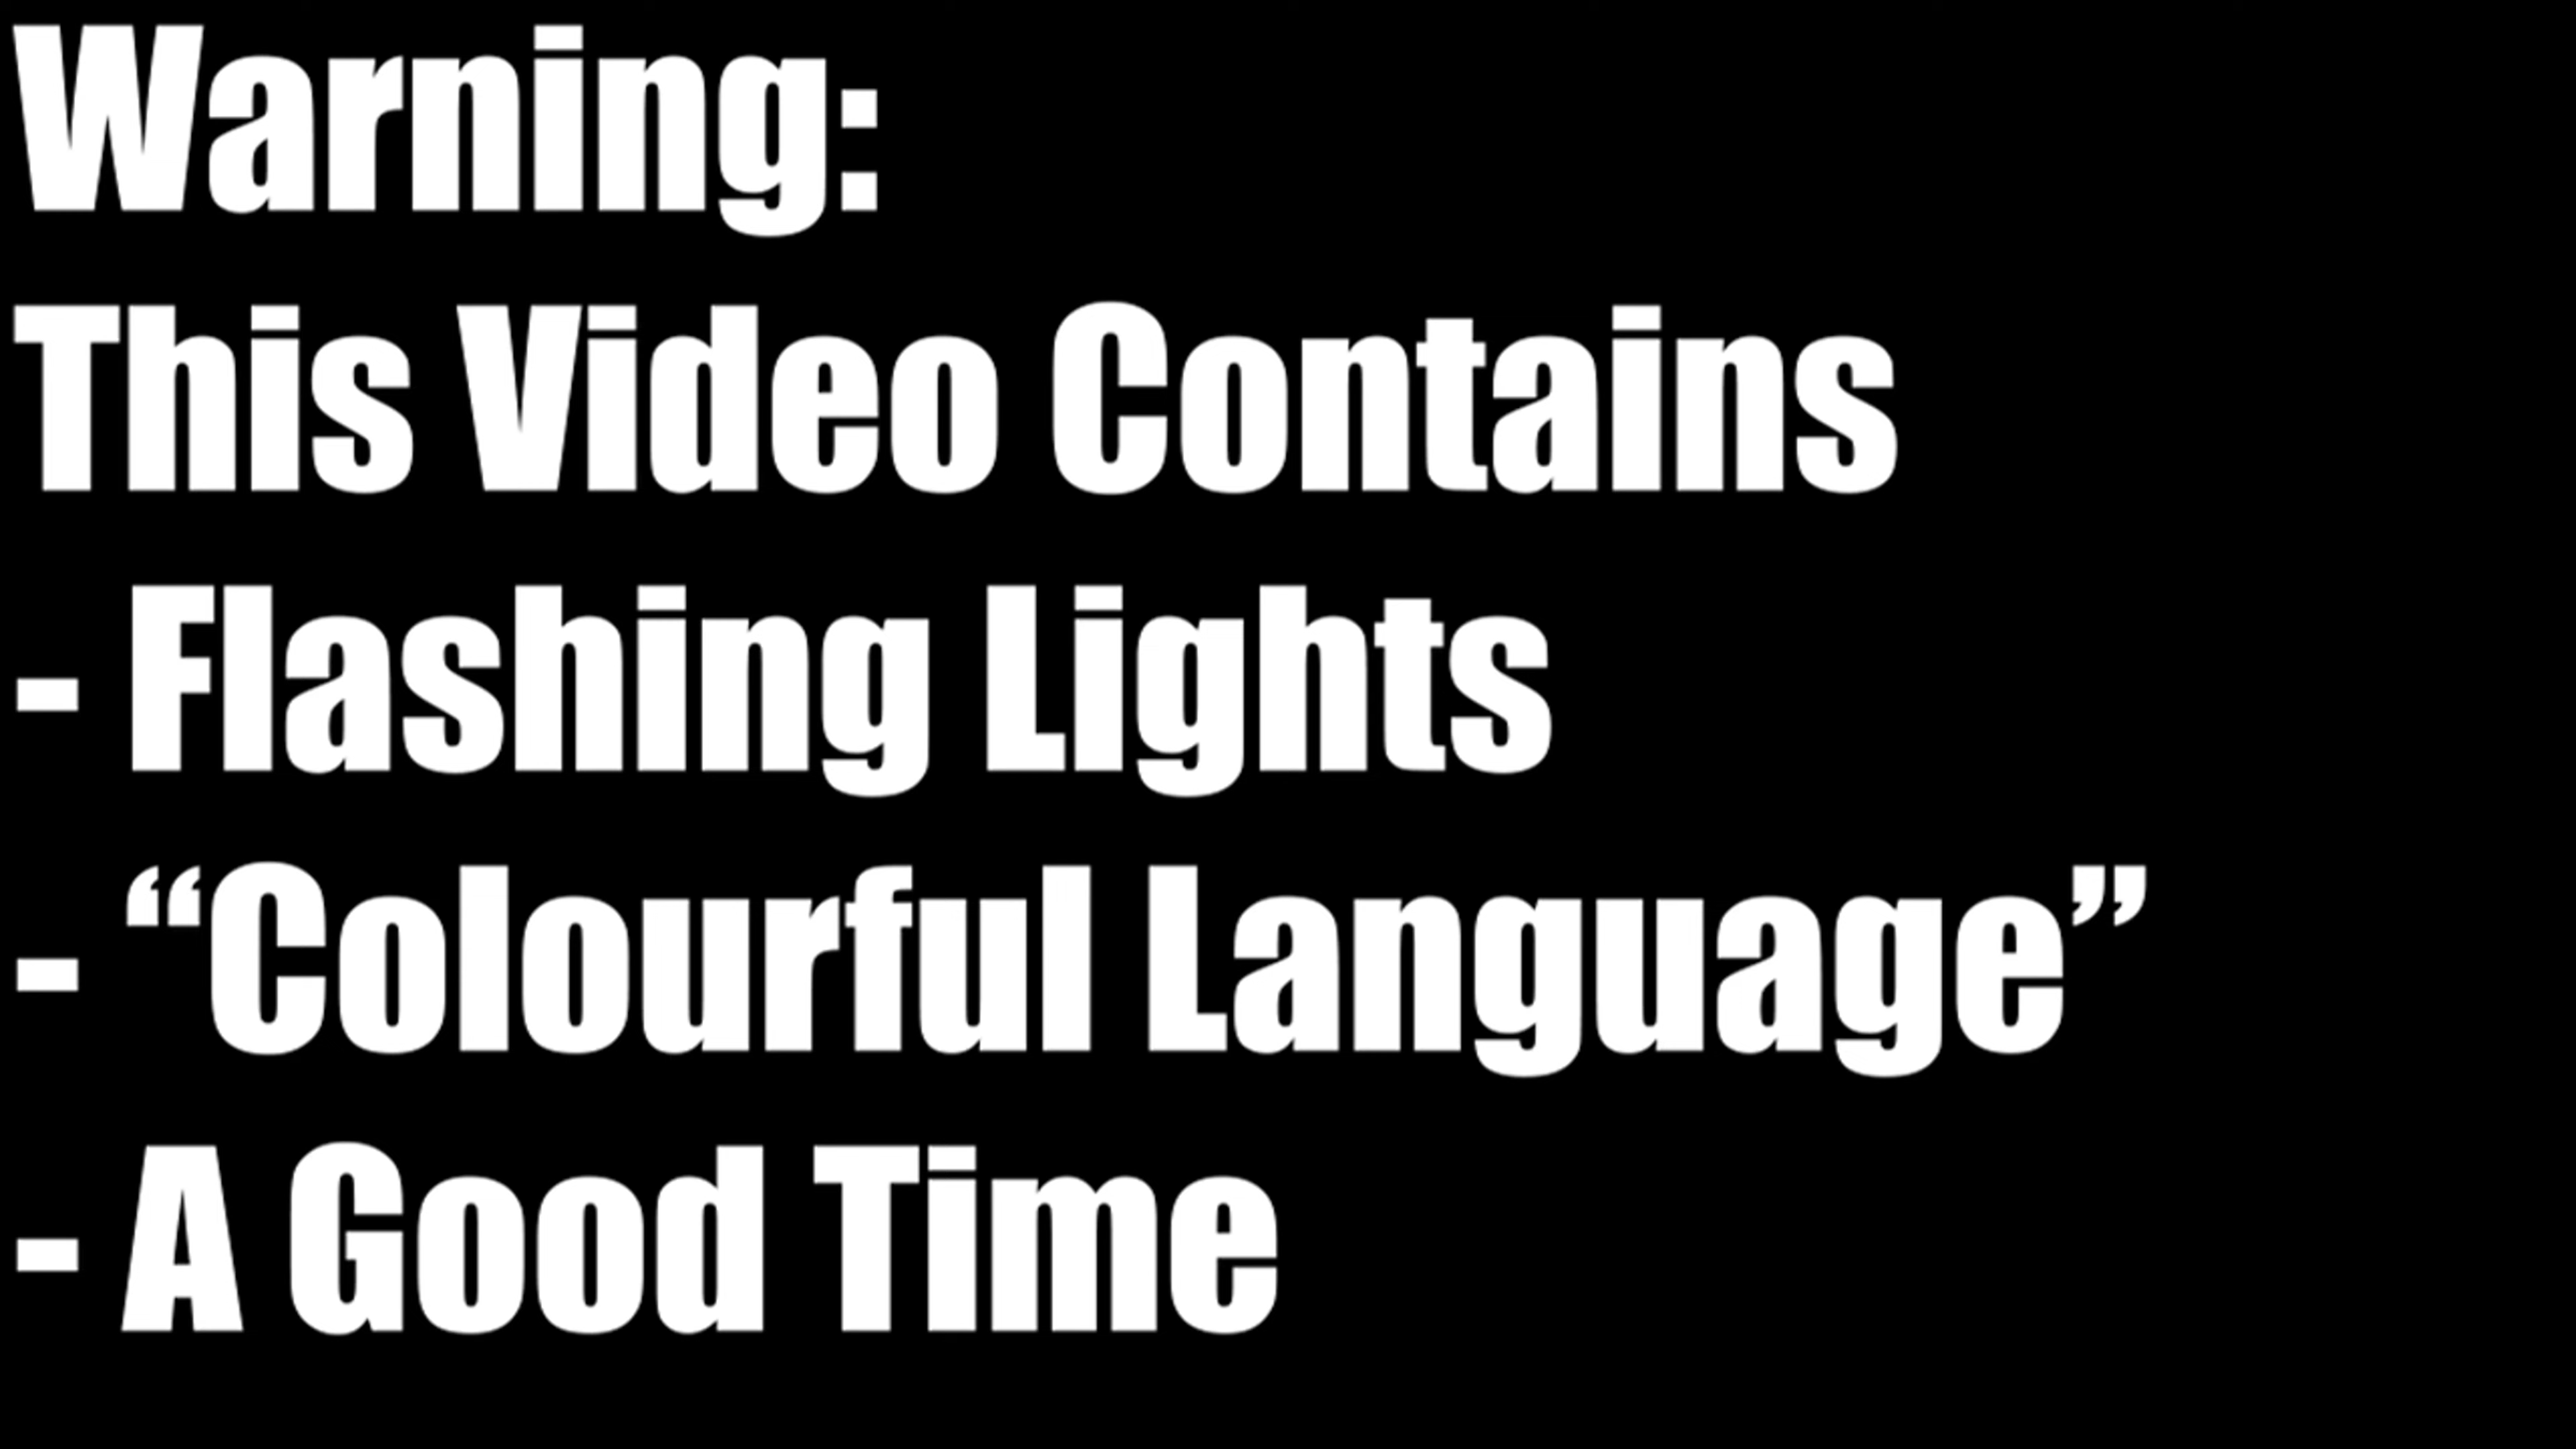 Warning:
This Video Contains
- Flashing Lights
- “Colourful Language”
- A Good Time